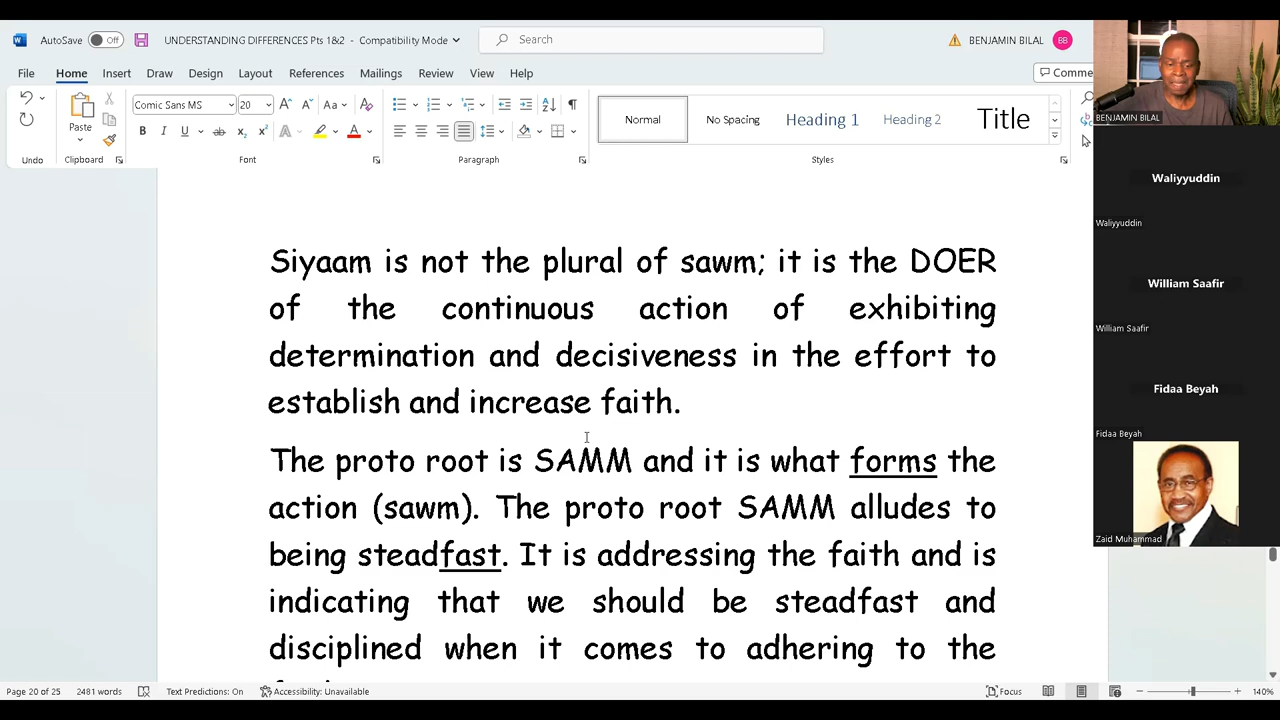 AutoSave Off UNDERSTANDING DIFFERENCES Pts 1&2 - Compatibility Mode Search BENJAMIN BILAL BB
File Home Insert Draw Design Layout References Mailings Review View Help Comme
Comic Sans MS 20 Aa
Paste B I U ab x2 x2 A A
Normal No Spacing Heading 1 Heading 2 Title
Undo Clipboard Font Paragraph Styles
BENJAMIN BILAL
Waliyyuddin
Waliyyuddin
William Saafir
William Saafir
Fidaa Beyah
Fidaa Beyah
Zaid Muhammad
Siyaam is not the plural of sawm; it is the DOER
of the continuous action of exhibiting
determination and decisiveness in the effort to
establish and increase faith.
The proto root is SAMM and it is what forms the
action (sawm). The proto root SAMM alludes to
being steadfast. It is addressing the faith and is
indicating that we should be steadfast and
disciplined when it comes to adhering to the
Page 20 of 25 2481 words Text Predictions: On Accessibility: Unavailable Focus 140%